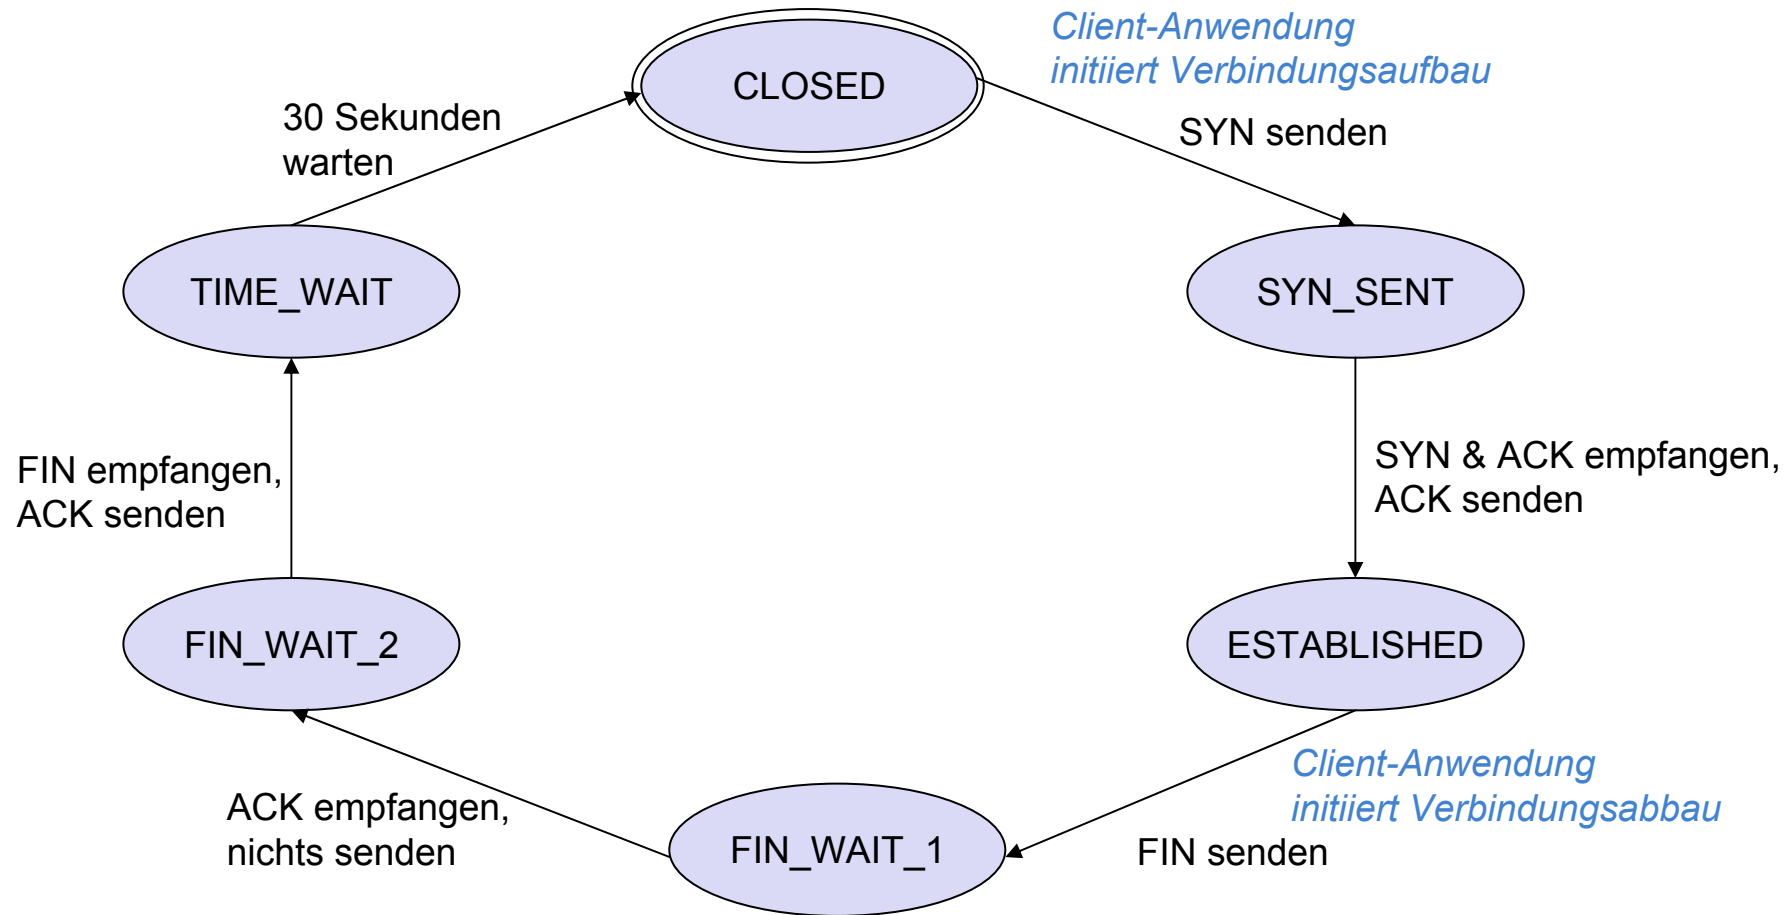 CLOSED
Client-Anwendung
initiiert Verbindungsaufbau
SYN senden
30 Sekunden
warten
TIME_WAIT
SYN_SENT
SYN & ACK empfangen,
ACK senden
FIN empfangen,
ACK senden
FIN_WAIT_2
ESTABLISHED
Client-Anwendung
initiiert Verbindungsabbau
FIN senden
ACK empfangen,
nichts senden
FIN_WAIT_1